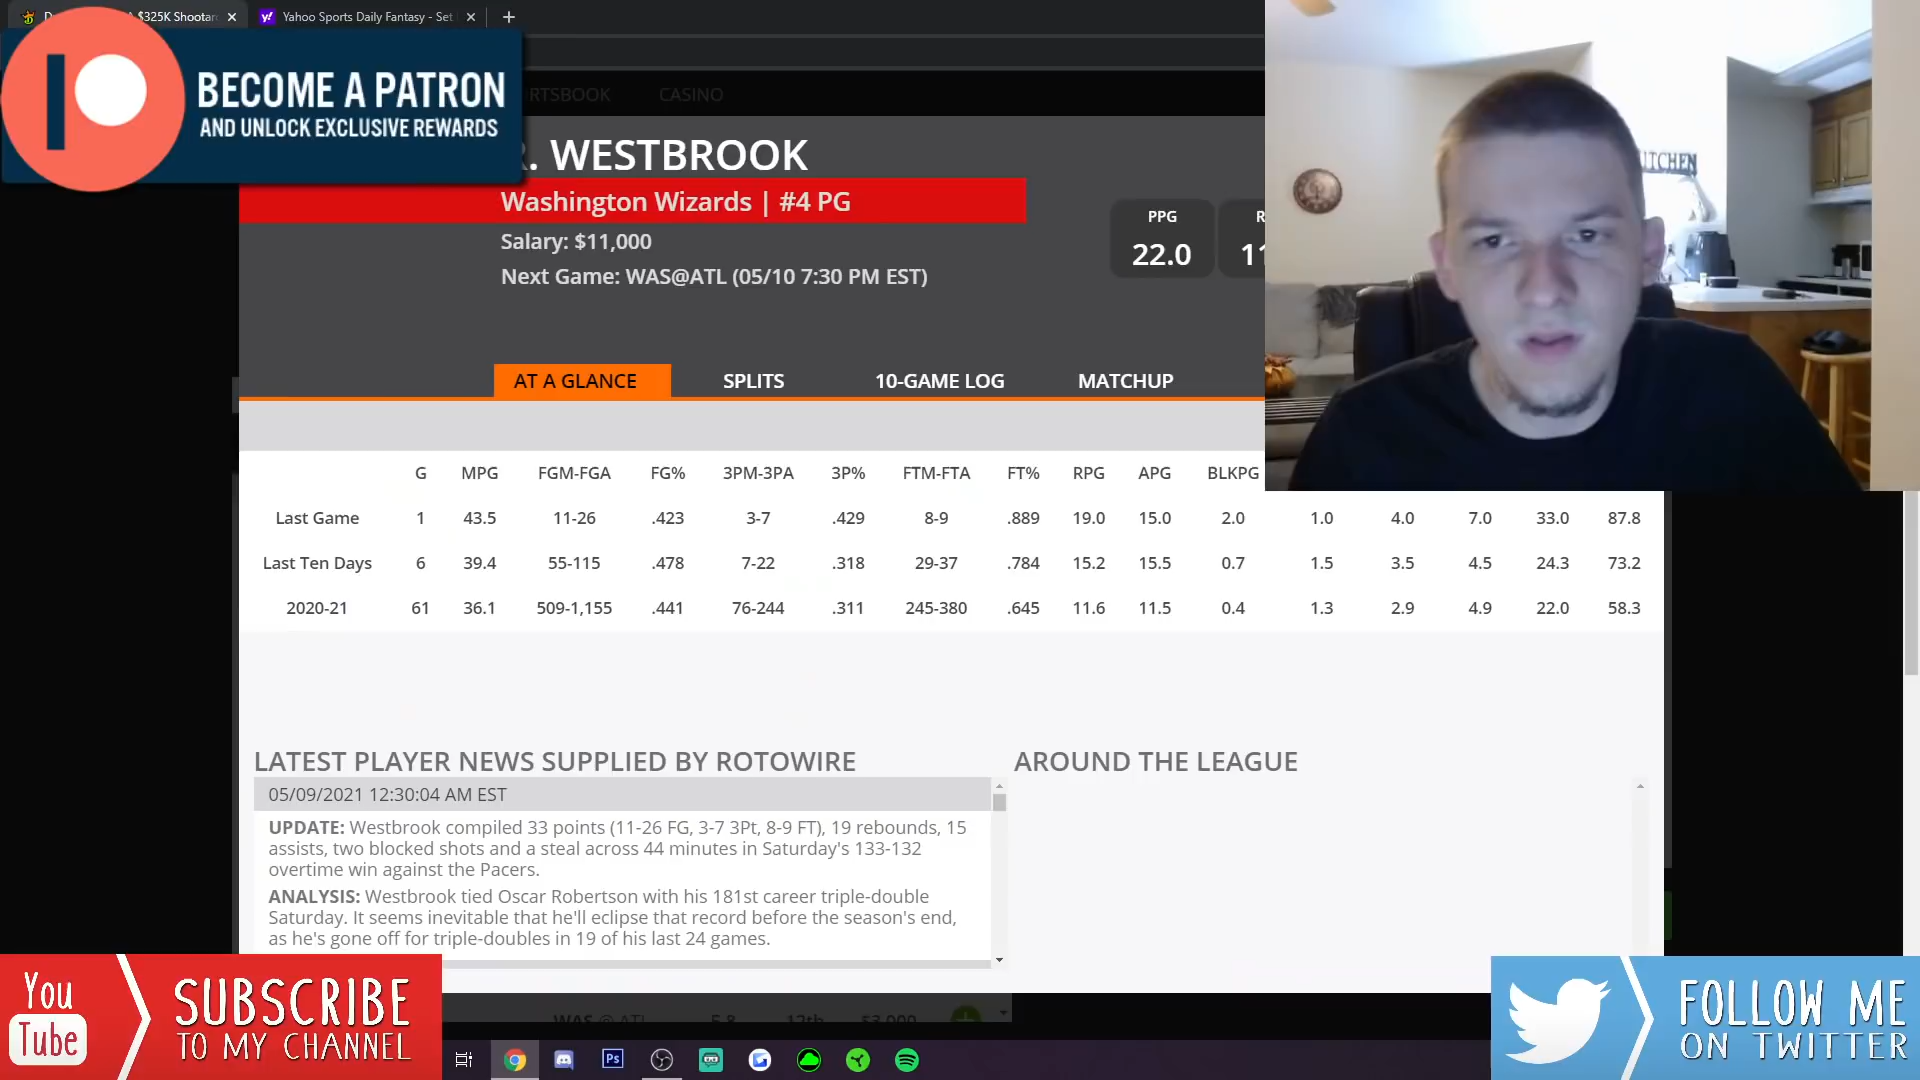 $325K Shootar
Yahoo Sports Daily Fantasy - Set
BECOME A PATRON
AND UNLOCK EXCLUSIVE REWARDS
RTSBOOK CASINO
. WESTBROOK
Washington Wizards | #4 PG
Salary: $11,000
Next Game: WAS@ATL (05/10 7:30 PM EST)
PPG
22.0
AT A GLANCE SPLITS 10-GAME LOG MATCHUP
G MPG FGM-FGA FG% 3PM-3PA 3P% FTM-FTA FT% RPG APG BLKPG
Last Game 1 43.5 11-26 .423 3-7 .429 8-9 .889 19.0 15.0 2.0 1.0 4.0 7.0 33.0 87.8
Last Ten Days 6 39.4 55-115 .478 7-22 .318 29-37 .784 15.2 15.5 0.7 1.5 3.5 4.5 24.3 73.2
2020-21 61 36.1 509-1,155 .441 76-244 .311 245-380 .645 11.6 11.5 0.4 1.3 2.9 4.9 22.0 58.3
LATEST PLAYER NEWS SUPPLIED BY ROTOWIRE
05/09/2021 12:30:04 AM EST
UPDATE: Westbrook compiled 33 points (11-26 FG, 3-7 3Pt, 8-9 FT), 19 rebounds, 15
assists, two blocked shots and a steal across 44 minutes in Saturday's 133-132
overtime win against the Pacers.
ANALYSIS: Westbrook tied Oscar Robertson with his 181st career triple-double
Saturday. It seems inevitable that he'll eclipse that record before the season's end,
as he's gone off for triple-doubles in 19 of his last 24 games.
AROUND THE LEAGUE
You
Tube
SUBSCRIBE
TO MY CHANNEL
Ps
FOLLOW ME
ON TWITTER